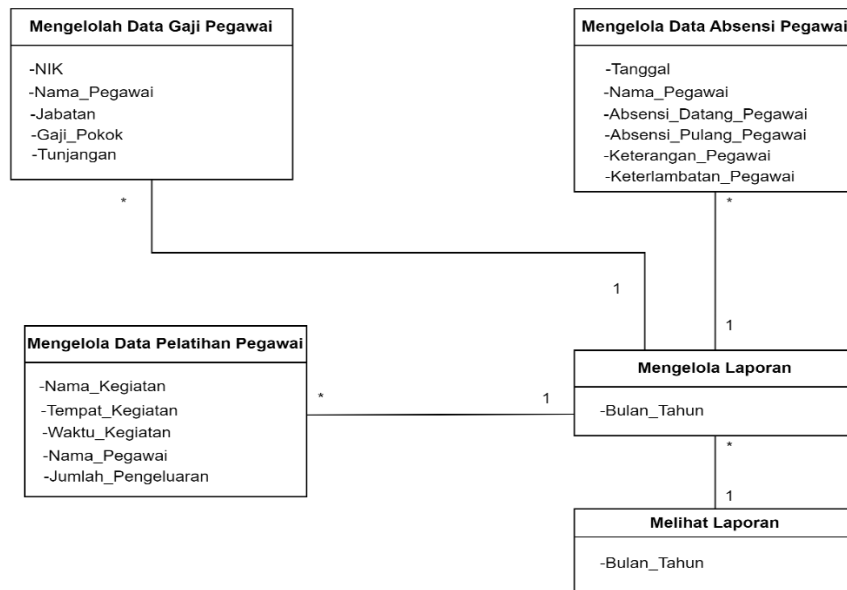 Mengelolah Data Gaji Pegawai
-NIK
-Nama_Pegawai
-Jabatan
-Gaji_Pokok
-Tunjangan
*
Mengelola Data Absensi Pegawai
-Tanggal
-Nama_Pegawai
-Absensi_Datang_Pegawai
-Absensi_Pulang_Pegawai
-Keterangan_Pegawai
-Keterlambatan_Pegawai
*
1
1
Mengelola Data Pelatihan Pegawai
-Nama_Kegiatan
-Tempat_Kegiatan
-Waktu_Kegiatan
-Nama_Pegawai
-Jumlah_Pengeluaran
*
1
Mengelola Laporan
-Bulan_Tahun
*
1
Melihat Laporan
-Bulan_Tahun